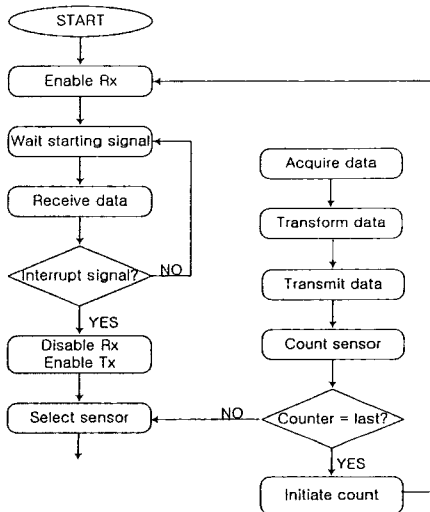 START
Enable Rx
Wait starting signal
Receive data
Interrupt signal?
NO
YES
Disable Rx
Enable Tx
Select sensor
Acquire data
Transform data
Transmit data
Count sensor
Counter = last?
NO
YES
Initiate count